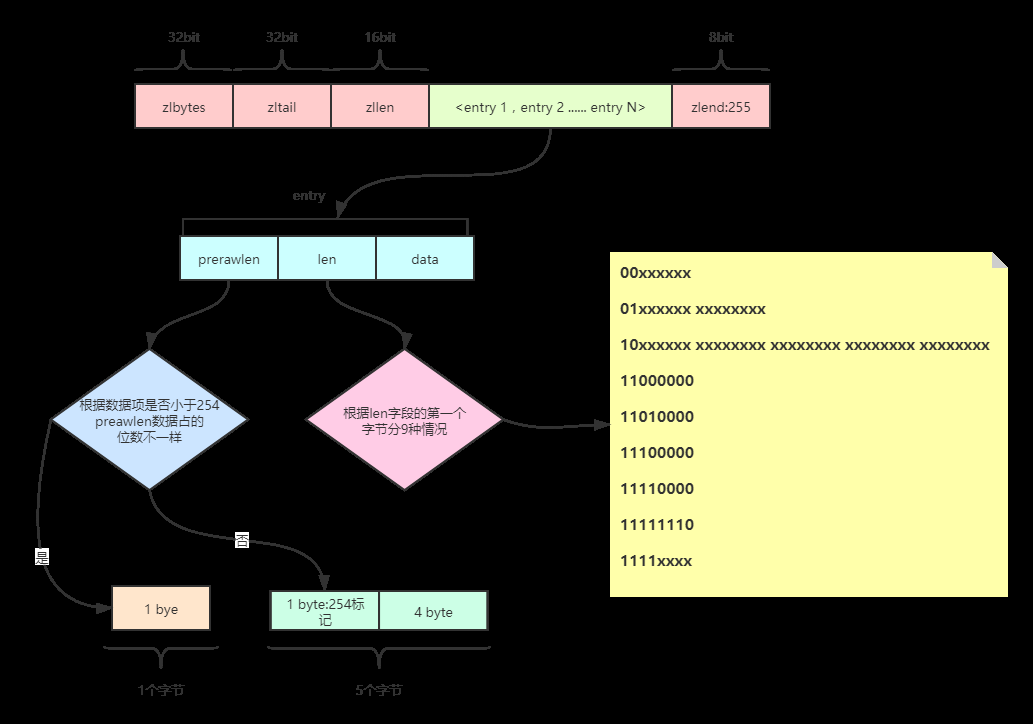 32bit
32bit
16bit
8bit
zlbytes
zltail
zllen
<entry 1 , entry 2 ...... entry N>
zlend:255
entry
prerawlen
len
data
00xxxxxx
01xxxxxx xxxxxxxx
10xxxxxx xxxxxxxx xxxxxxxx xxxxxxxx xxxxxxxx
11000000
11010000
11100000
11110000
11111110
1111xxxx
根据数据项是否小于254
preawlen数据占的
位数不一样
根据len字段的第一个
字节分9种情况
是
否
1 bye
1 byte:254标
记
4 byte
1个字节
5个字节